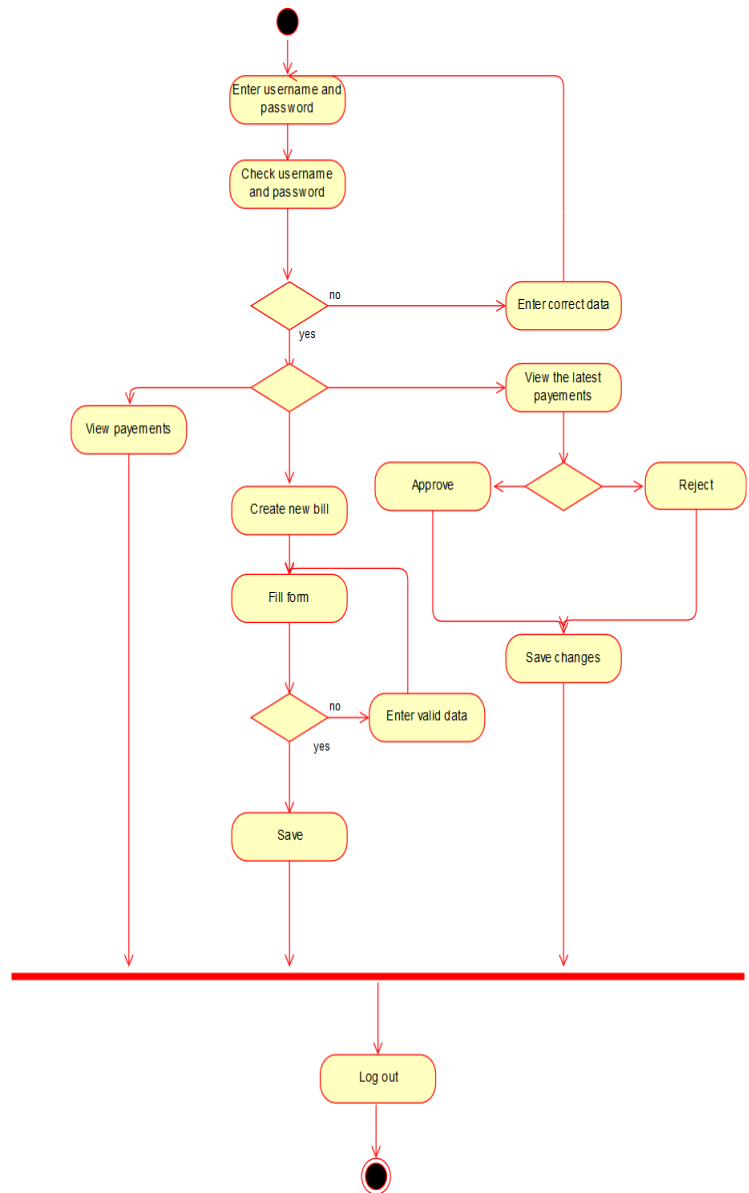 Enter username and
password
Check username
and password
no
Enter correct data
yes
View the latest
payements
View payements
Approve
Reject
Create new bill
Fill form
Save changes
no
Enter valid data
yes
Save
Log out